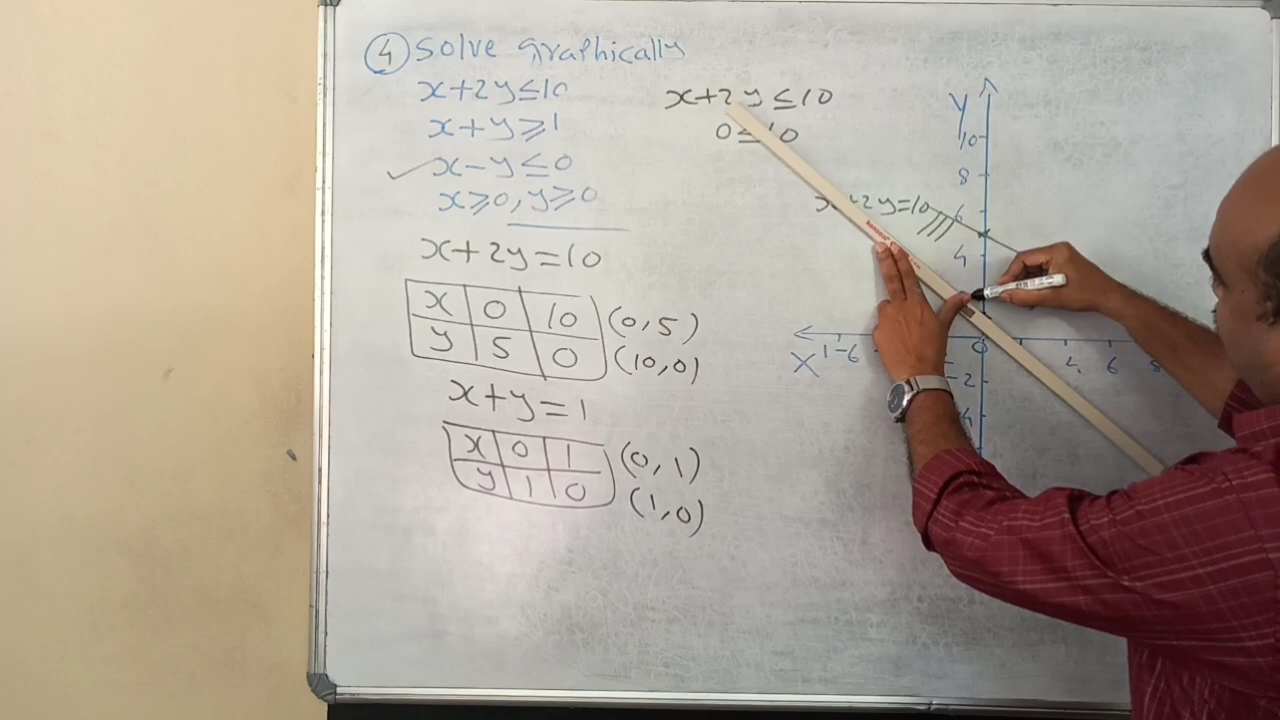 ④ Solve graphically
x+2y≤10
x+y≥1
✓ x-y≤0
x≥0, y≥0
x+2y=10
x 0 10
y 5 0
(0,5)
(10,0)
x+y=1
x 0 1
y 1 0
(0,1)
(1,0)
x+2y≤10
0≤10
x+2y=10
Y
10
8
6
4
X' -6 0 2 6 8
-2